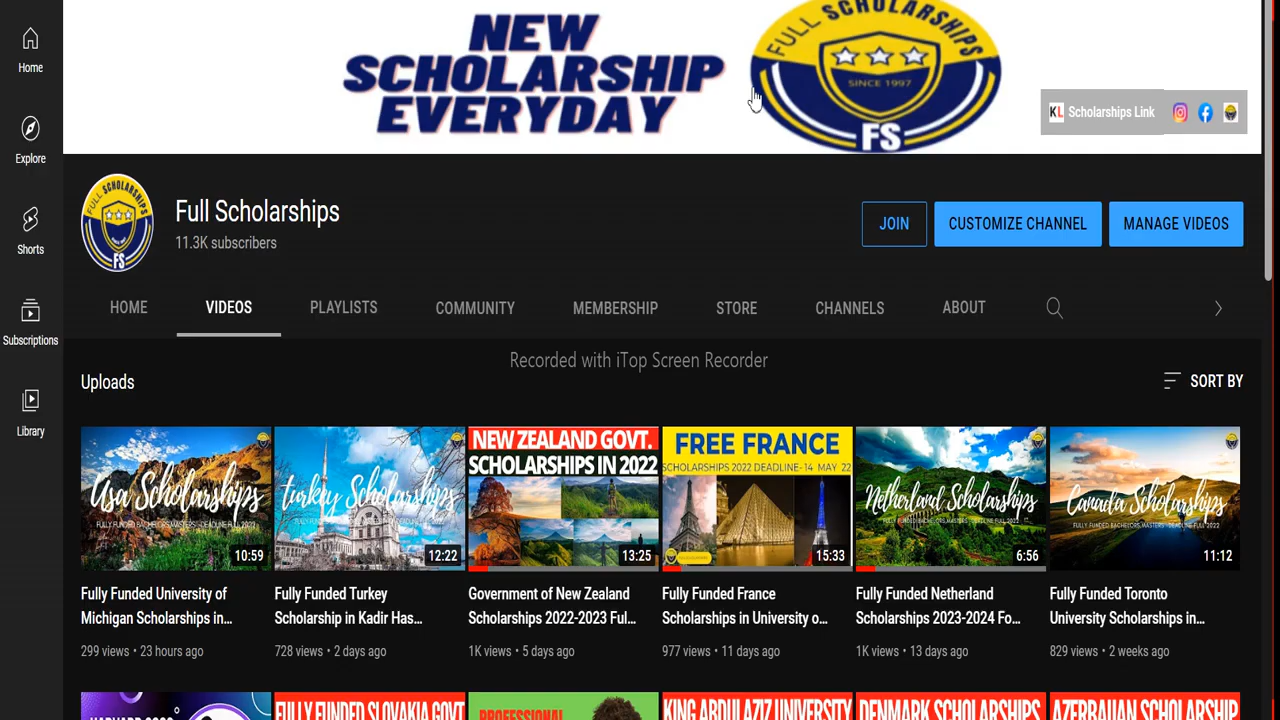 NEW
SCHOLARSHIP
EVERYDAY
FULL SCHOLARSHIPS
SINCE 1997
FS
KL Scholarships Link
Home
Explore
Shorts
Subscriptions
Library
FULL SCHOLARSHIPS
FS
Full Scholarships
11.3K subscribers
JOIN
CUSTOMIZE CHANNEL
MANAGE VIDEOS
HOME VIDEOS PLAYLISTS COMMUNITY MEMBERSHIP STORE CHANNELS ABOUT
Recorded with iTop Screen Recorder
Uploads
SORT BY
Usa Scholarships
10:59
Turkey Scholarships
12:22
NEW ZEALAND GOVT.
SCHOLARSHIPS IN 2022
13:25
FREE FRANCE
SCHOLARSHIPS 2022 DEADLINE-14 MAY 22
15:33
Netherland Scholarships
6:56
Canada Scholarships
11:12
Fully Funded University of
Michigan Scholarships in...
299 views • 23 hours ago
Fully Funded Turkey
Scholarship in Kadir Has...
728 views • 2 days ago
Government of New Zealand
Scholarships 2022-2023 Ful...
1K views • 5 days ago
Fully Funded France
Scholarships in University o...
977 views • 11 days ago
Fully Funded Netherland
Scholarships 2023-2024 Fo...
1K views • 13 days ago
Fully Funded Toronto
University Scholarships in...
829 views • 2 weeks ago
FULLY FUNDED SLOVAKIA GOVT
PROFESSIONAL
KING ABDULAZIZ UNIVERSITY
DENMARK SCHOLARSHIPS
AZERBAIJAN SCHOLARSHIP